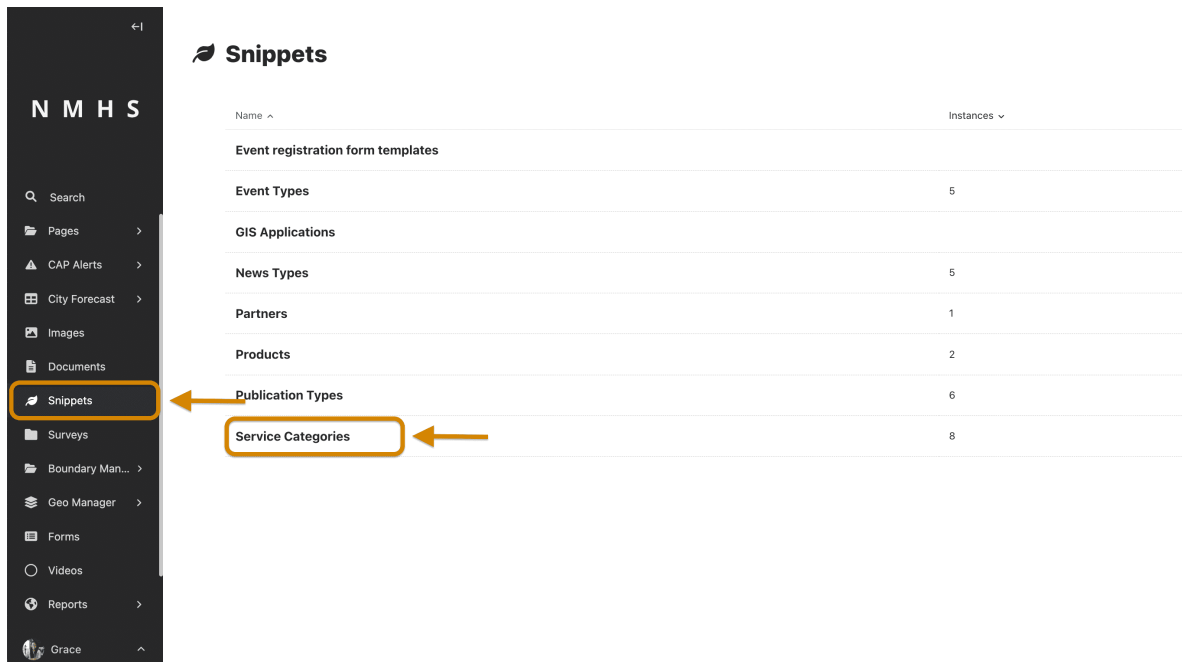 NMHS
Search
Pages
CAP Alerts
City Forecast
Images
Documents
Snippets
Surveys
Boundary Man...
Geo Manager
Forms
Videos
Reports
Grace
Snippets
Name Instances
Event registration form templates
Event Types 5
GIS Applications
News Types 5
Partners 1
Products 2
Publication Types 6
Service Categories 8